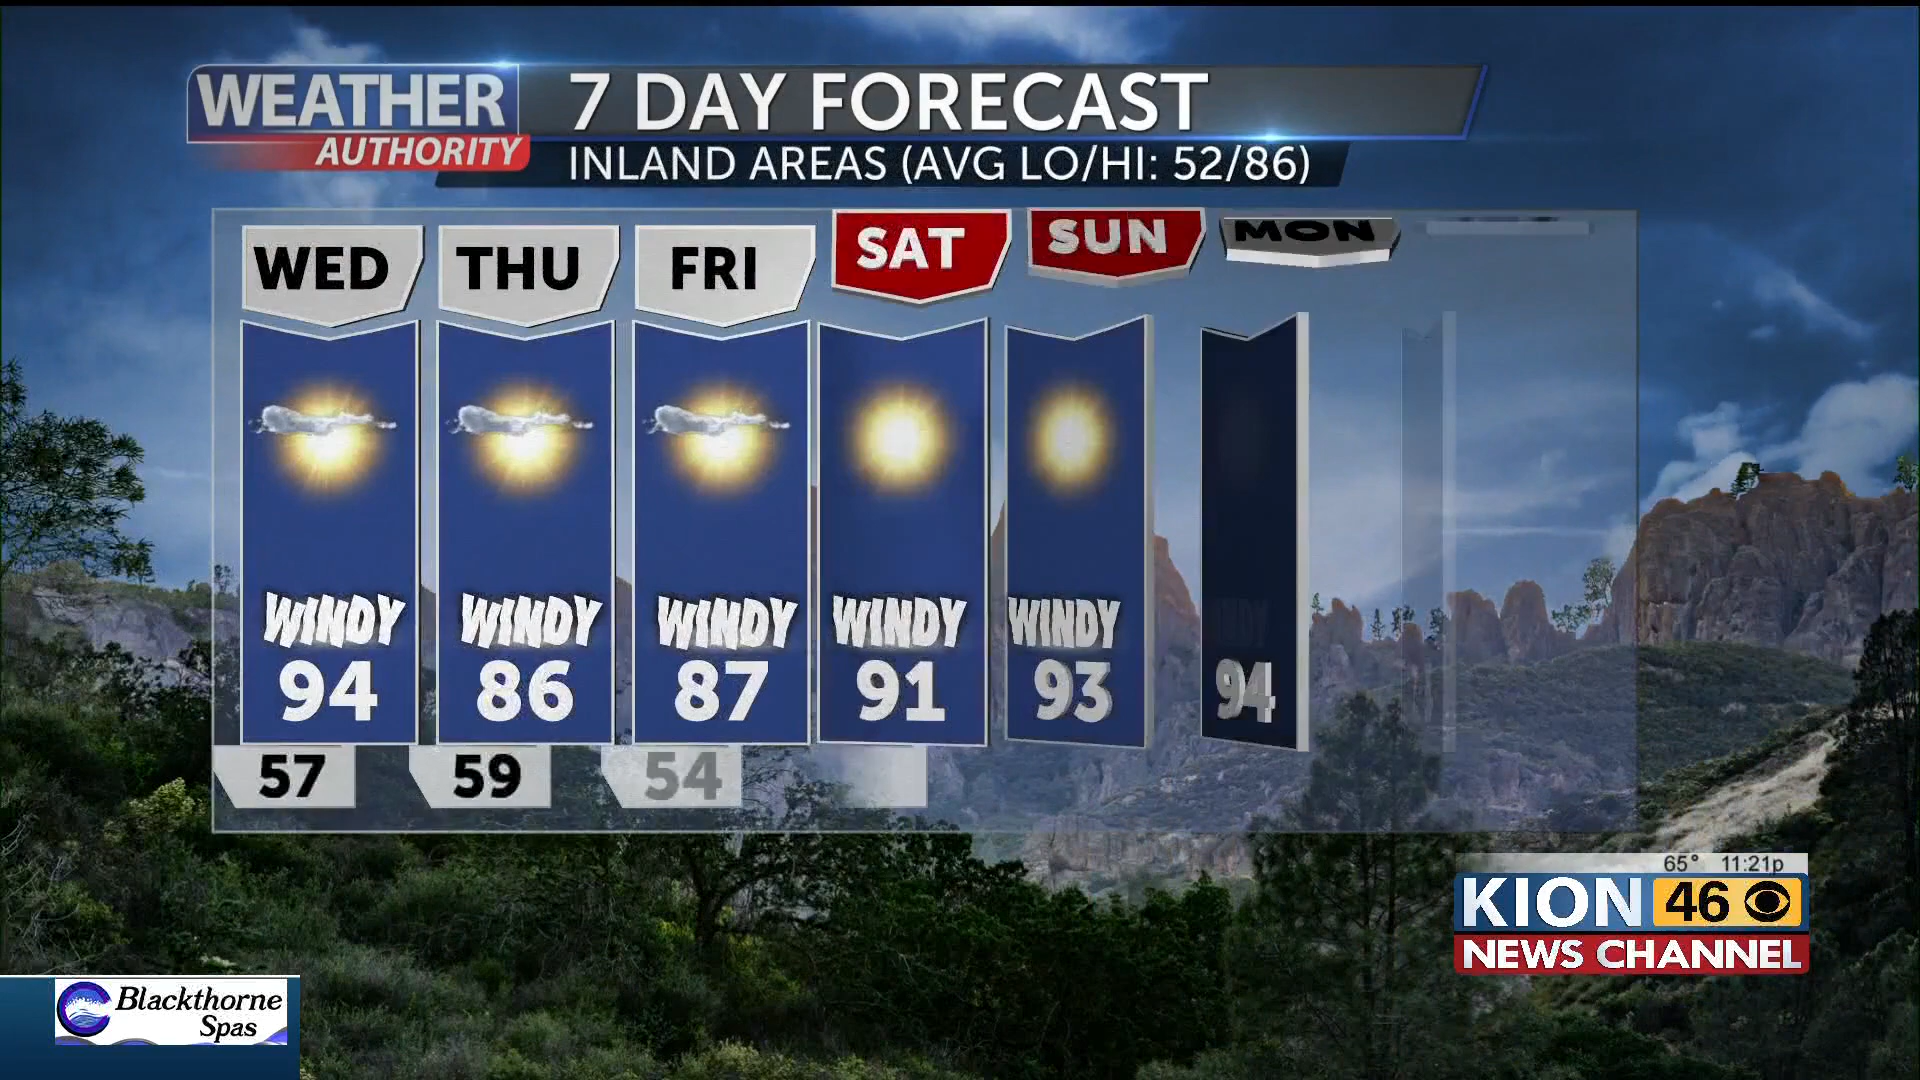 WEATHER
AUTHORITY
7 DAY FORECAST
INLAND AREAS (AVG LO/HI: 52/86)
WED THU FRI SAT SUN MON
WINDY WINDY WINDY WINDY WINDY
94 86 87 91 93 94
57 59 54
65° 11:21p
KION 46
NEWS CHANNEL
Blackthorne
Spas